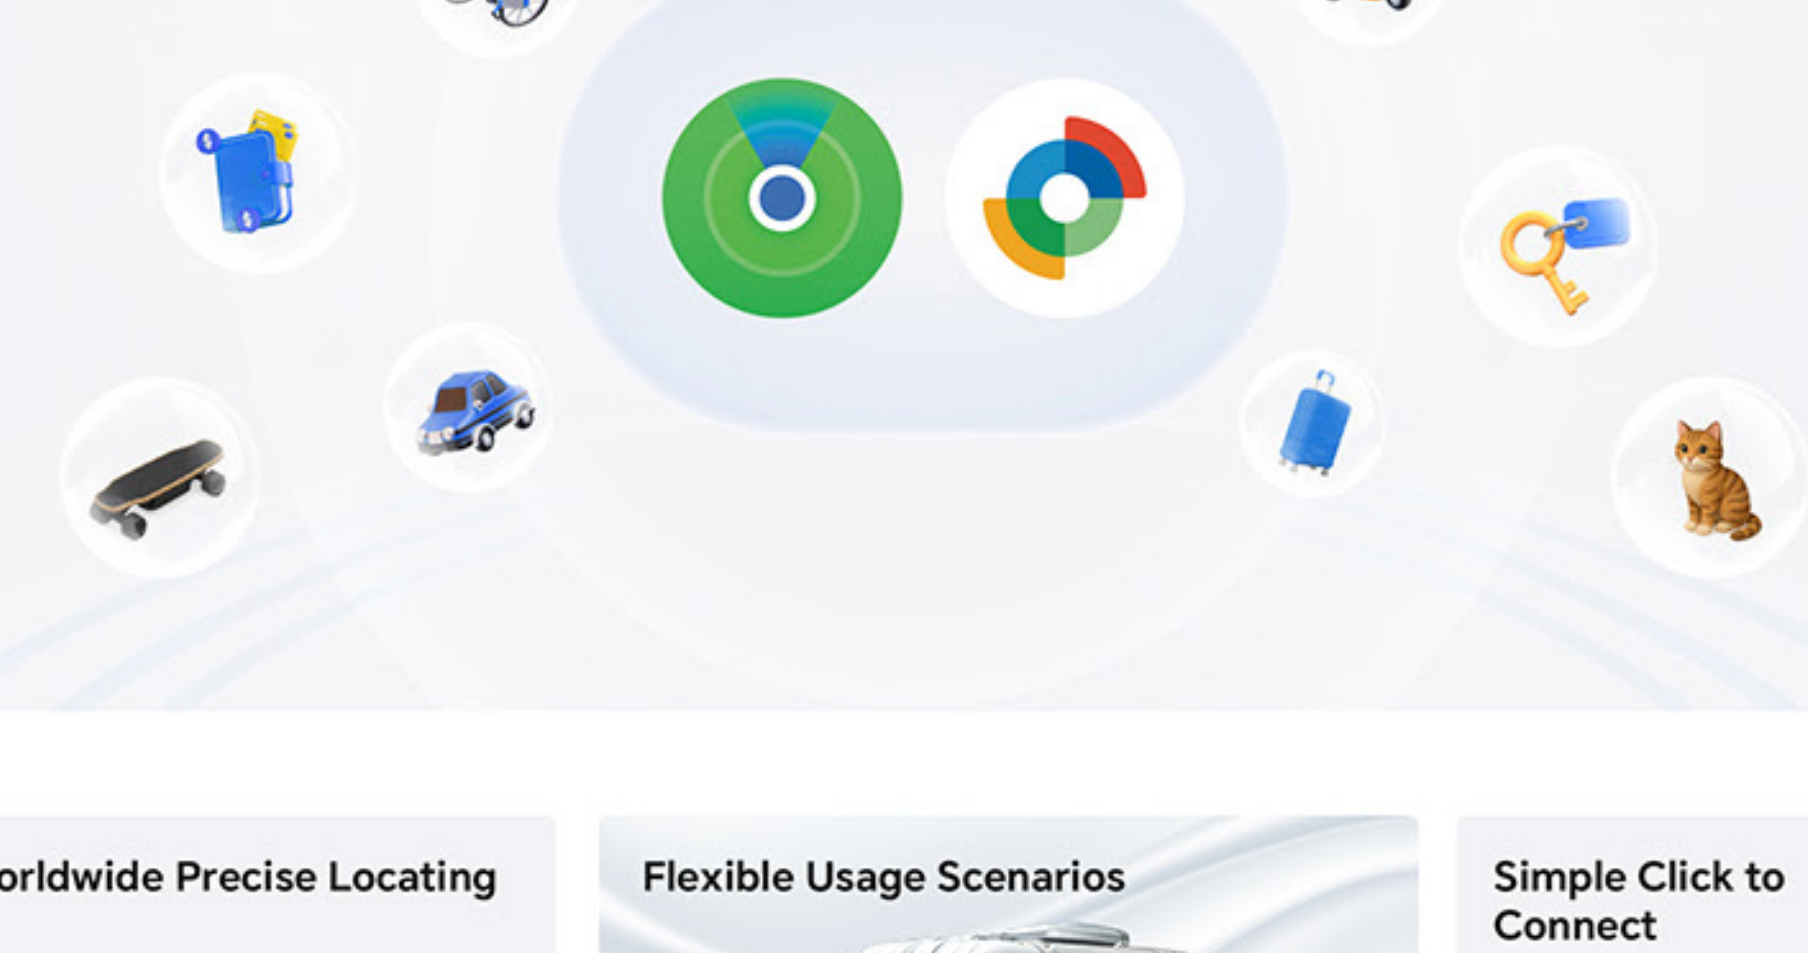 orldwide Precise Locating
Flexible Usage Scenarios
Simple Click to
Connect